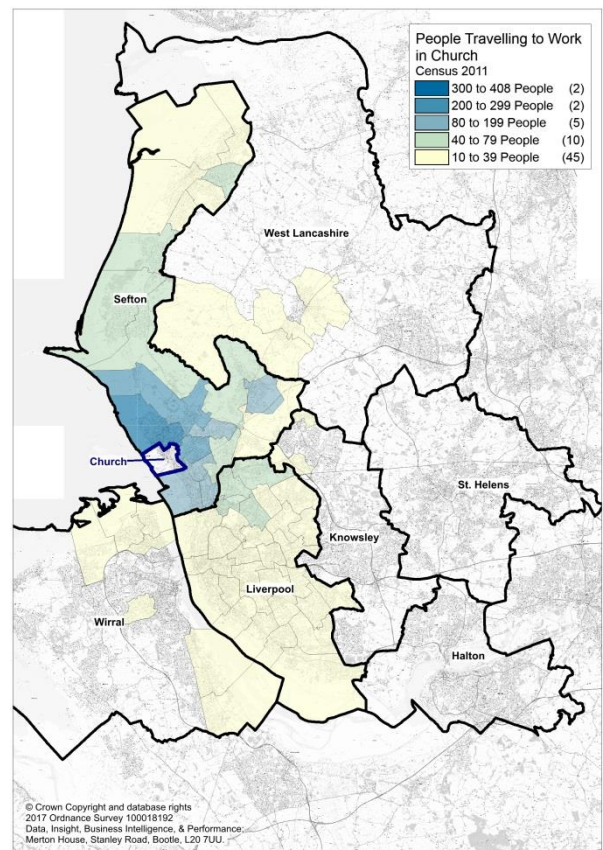 People Travelling to Work
in Church
Census 2011
300 to 408 People (2)
200 to 299 People (2)
80 to 199 People (5)
40 to 79 People (10)
10 to 39 People (45)
West Lancashire
Sefton
Church
St. Helens
Knowsley
Liverpool
Wirral
Halton
© Crown Copyright and database rights
2017 Ordnance Survey 100018192
Data, Insight, Business Intelligence, & Performance;
Merton House, Stanley Road, Bootle, L20 7UU.